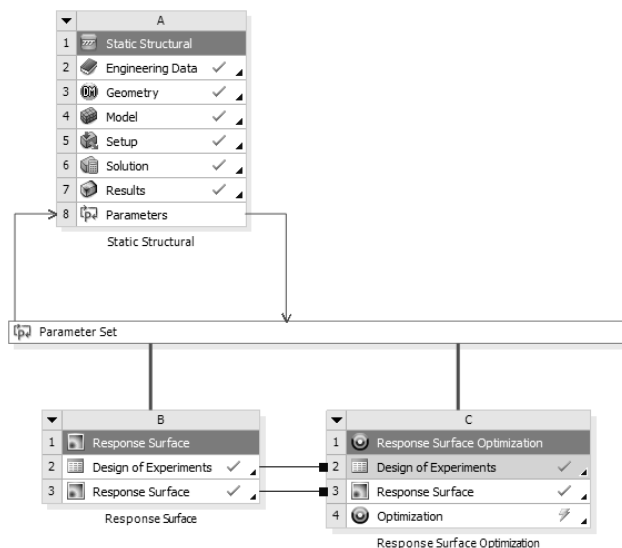 A
1 Static Structural
2 Engineering Data
3 Geometry
4 Model
5 Setup
6 Solution
7 Results
8 Parameters
Static Structural
Parameter Set
B
1 Response Surface
2 Design of Experiments
3 Response Surface
Response Surface
C
1 Response Surface Optimization
2 Design of Experiments
3 Response Surface
4 Optimization
Response Surface Optimization